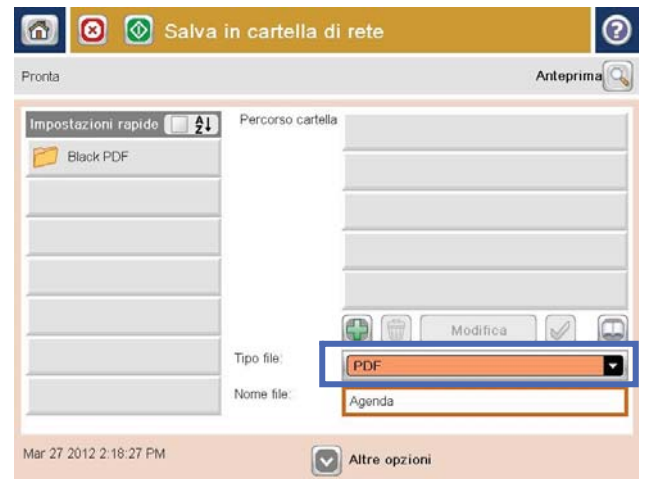 Salva in cartella di rete
Pronta
Anteprima
Impostazioni rapide
Percorso cartella
Black PDF
Modifica
Tipo file:
PDF
Nome file:
Agenda
Mar 27 2012 2:18:27 PM
Altre opzioni